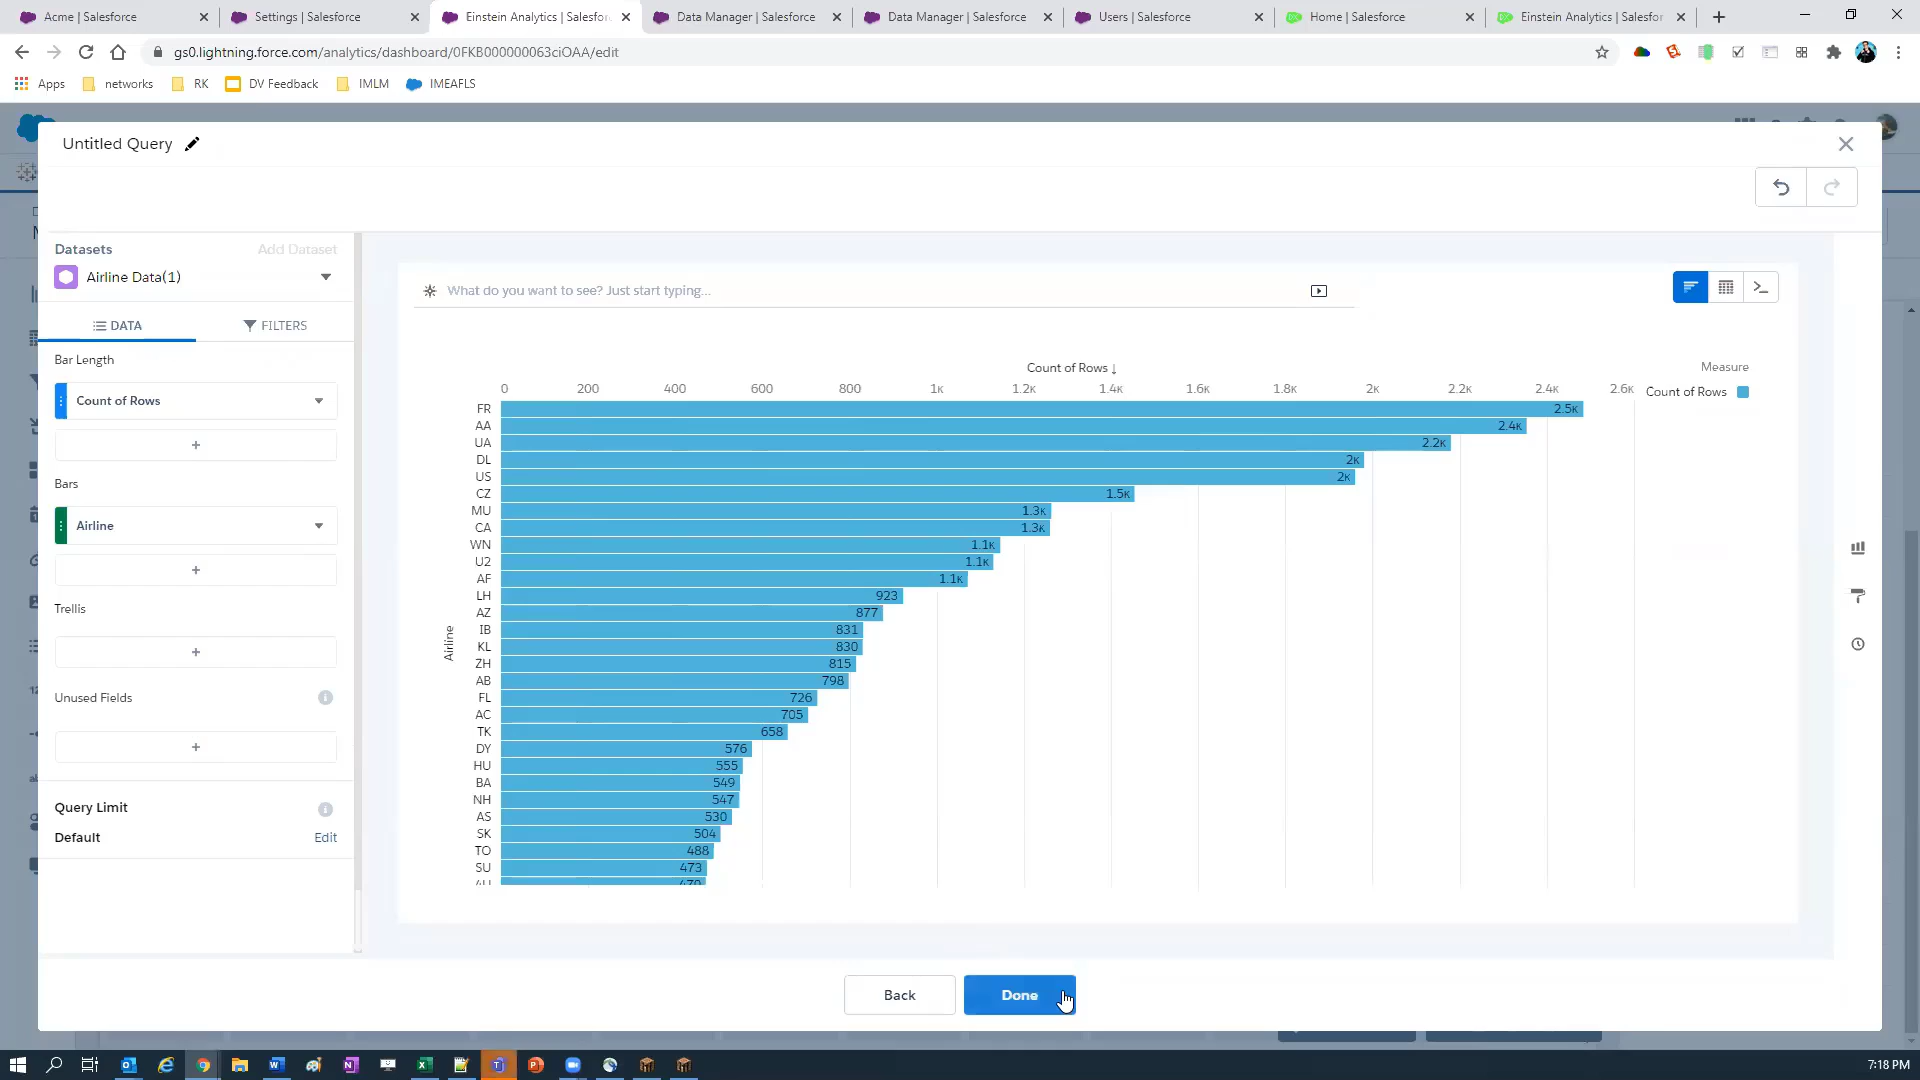 Acme | Salesforce
Settings | Salesforce
Einstein Analytics | Salesfor
Data Manager | Salesforce
Data Manager | Salesforce
Users | Salesforce
Home | Salesforce
Einstein Analytics | Salesfor
gs0.lightning.force.com/analytics/dashboard/0FKB000000063ciOAA/edit
Apps
networks
RK
DV Feedback
IMLM
IMEAFLS
Untitled Query
Datasets
Add Dataset
Airline Data(1)
DATA
FILTERS
Bar Length
Count of Rows
+
Bars
Airline
+
Trellis
+
Unused Fields
+
Query Limit
Default
Edit
What do you want to see? Just start typing...
Count of Rows ↓
0 200 400 600 800 1K 1.2K 1.4K 1.6K 1.8K 2K 2.2K 2.4K 2.6K
Measure
Count of Rows
Airline
FR 2.5K
AA 2.4K
UA 2.2K
DL 2K
US 2K
CZ 1.5K
MU 1.3K
CA 1.3K
WN 1.1K
U2 1.1K
AF 1.1K
LH 923
AZ 877
IB 831
KL 830
ZH 815
AB 798
FL 726
AC 705
TK 658
DY 576
HU 555
BA 549
NH 547
AS 530
SK 504
TO 488
SU 473
4U 470
Back
Done
7:18 PM